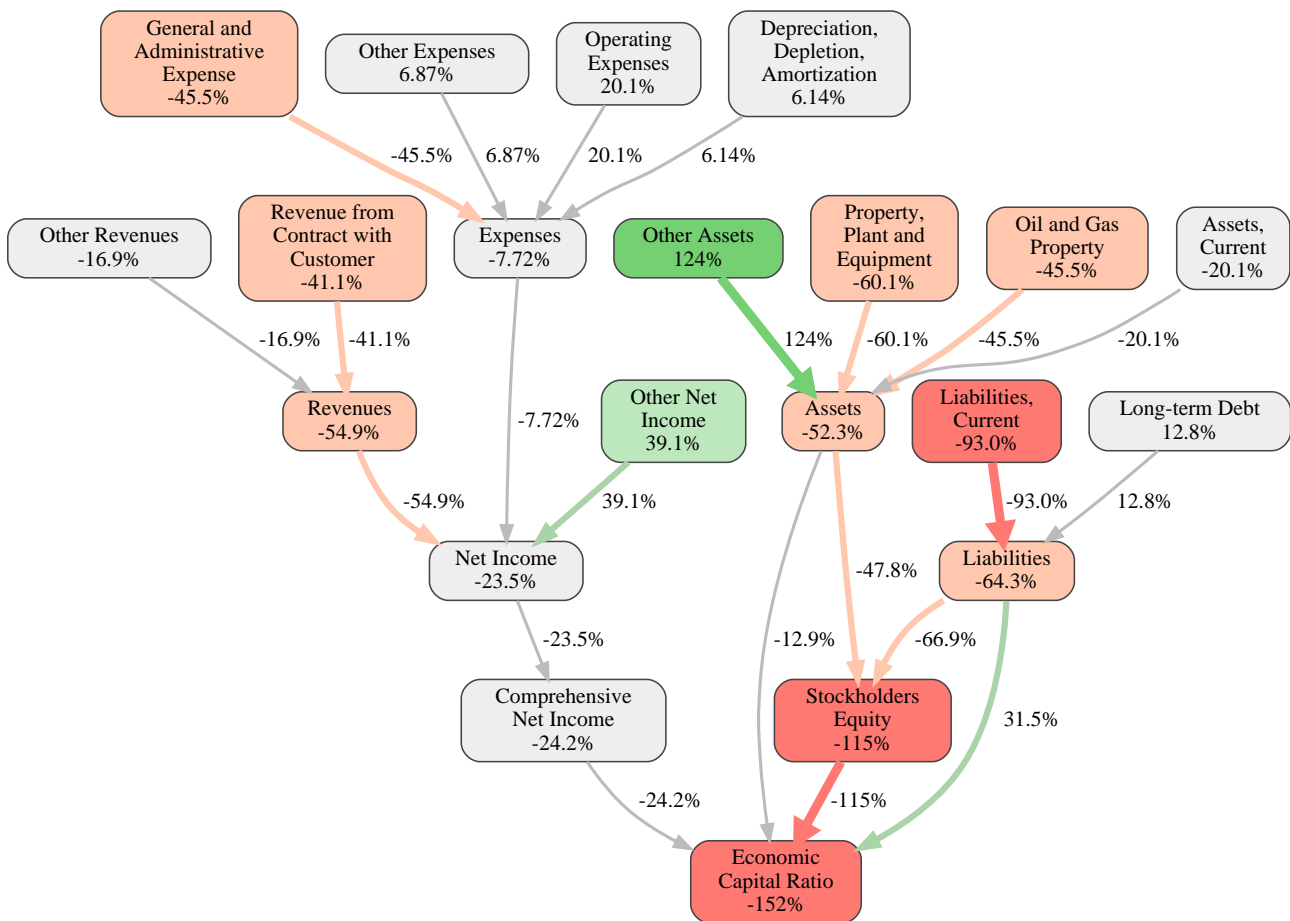 General and
Administrative
Expense
-45.5%
Other Expenses
6.87%
Operating
Expenses
20.1%
Depreciation,
Depletion,
Amortization
6.14%
-45.5%
6.87%
20.1%
6.14%
Other Revenues
-16.9%
Revenue from
Contract with
Customer
-41.1%
Expenses
-7.72%
Other Assets
124%
Property,
Plant and
Equipment
-60.1%
Oil and Gas
Property
-45.5%
Assets,
Current
-20.1%
-16.9%
-41.1%
124%
-60.1%
-45.5%
-20.1%
Revenues
-54.9%
-7.72%
Other Net
Income
39.1%
Assets
-52.3%
Liabilities,
Current
-93.0%
Long-term Debt
12.8%
-54.9%
39.1%
-93.0%
12.8%
Net Income
-23.5%
-47.8%
Liabilities
-64.3%
-23.5%
-12.9%
-66.9%
Comprehensive
Net Income
-24.2%
Stockholders
Equity
-115%
31.5%
-24.2%
-115%
Economic
Capital Ratio
-152%